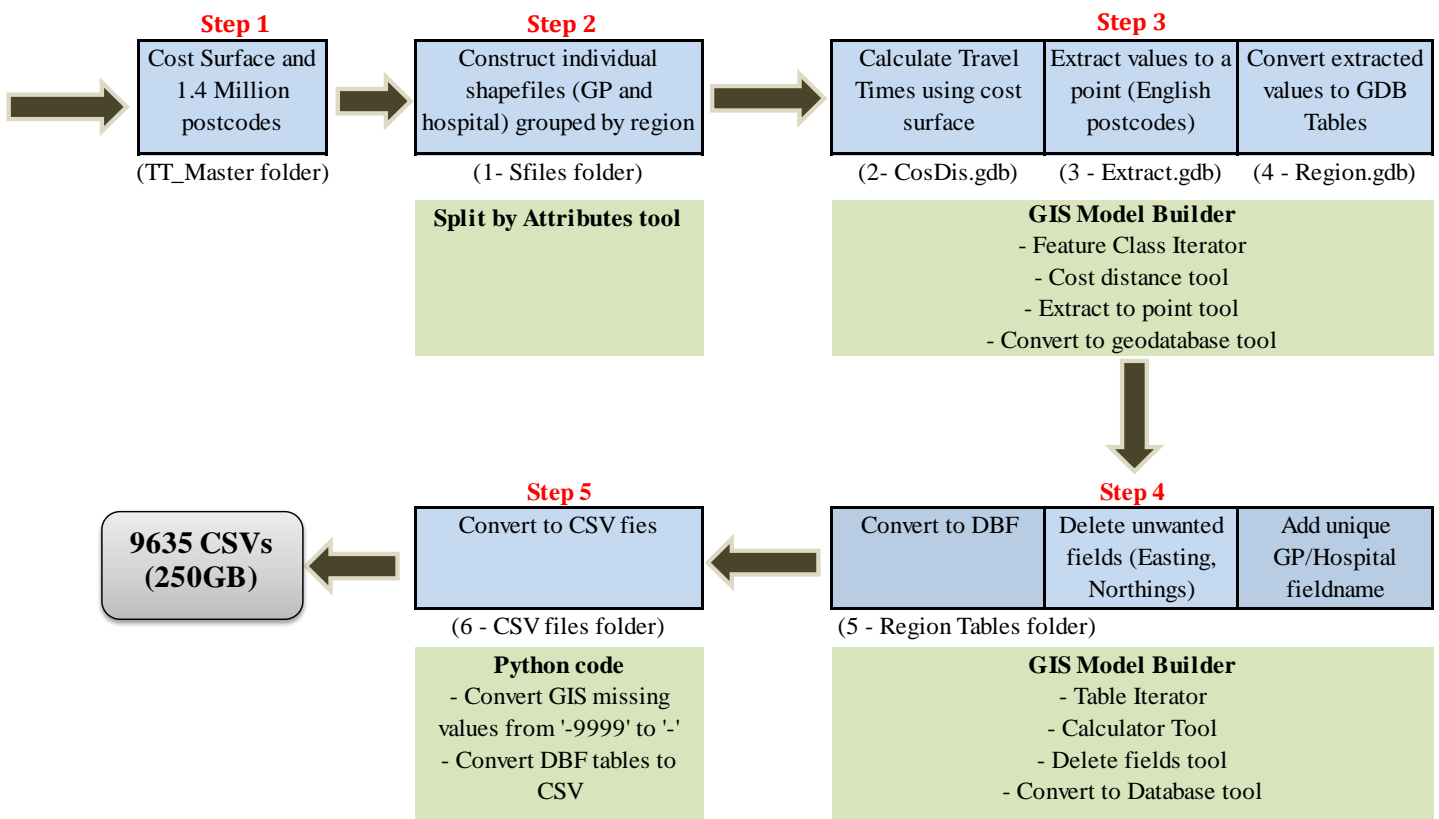 Step 1
Cost Surface and
1.4 Million
postcodes
(TT_Master folder)
Step 2
Construct individual
shapefiles (GP and
hospital) grouped by region
(1- Sfiles folder)
Split by Attributes tool
Step 3
Calculate Travel
Times using cost
surface
(2- CosDis.gdb)
Extract values to a
point (English
postcodes)
(3 - Extract.gdb)
Convert extracted
values to GDB
Tables
(4 - Region.gdb)
GIS Model Builder
- Feature Class Iterator
- Cost distance tool
- Extract to point tool
- Convert to geodatabase tool
Step 4
Convert to DBF
Delete unwanted
fields (Easting,
Northings)
Add unique
GP/Hospital
fieldname
(5 - Region Tables folder)
GIS Model Builder
- Table Iterator
- Calculator Tool
- Delete fields tool
- Convert to Database tool
Step 5
Convert to CSV fies
(6 - CSV files folder)
Python code
- Convert GIS missing
values from '-9999' to '-'
- Convert DBF tables to
CSV
9635 CSVs
(250GB)